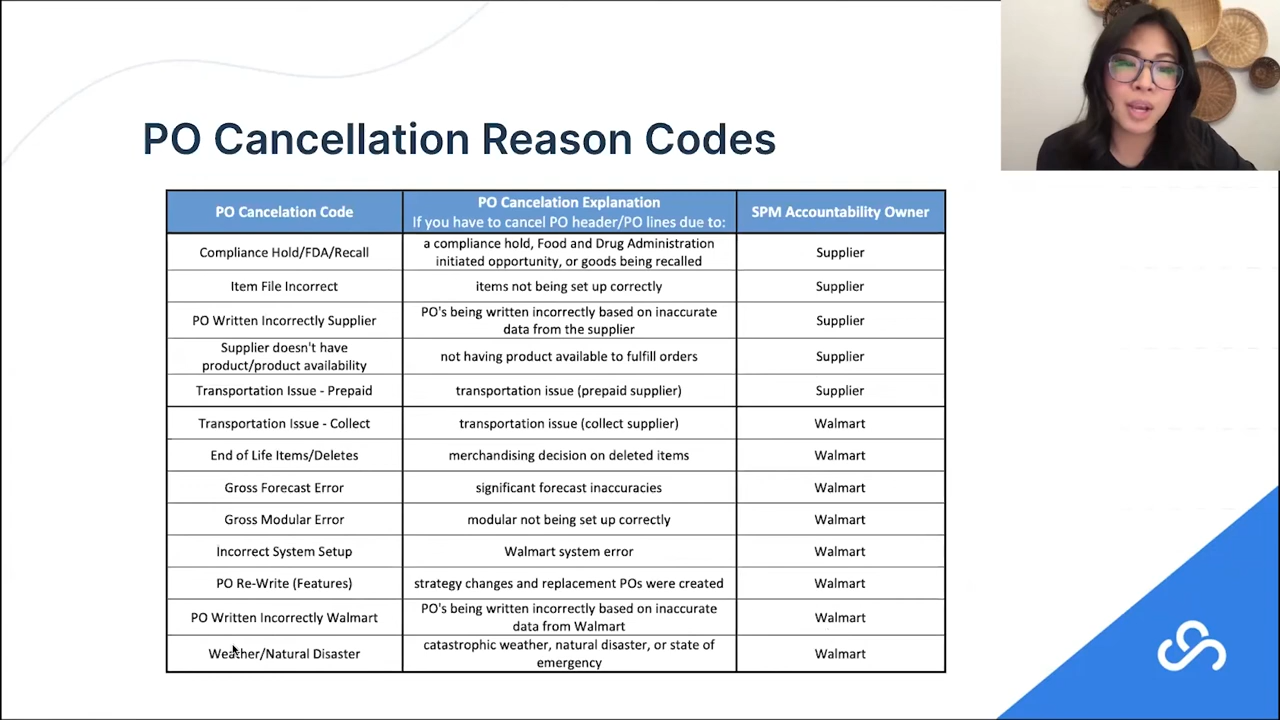 PO Cancellation Reason Codes
PO Cancelation Code
PO Cancelation Explanation
If you have to cancel PO header/PO lines due to:
SPM Accountability Owner
Compliance Hold/FDA/Recall
a compliance hold, Food and Drug Administration
initiated opportunity, or goods being recalled
Supplier
Item File Incorrect
items not being set up correctly
Supplier
PO Written Incorrectly Supplier
PO's being written incorrectly based on inaccurate
data from the supplier
Supplier
Supplier doesn't have
product/product availability
not having product available to fulfill orders
Supplier
Transportation Issue - Prepaid
transportation issue (prepaid supplier)
Supplier
Transportation Issue - Collect
transportation issue (collect supplier)
Walmart
End of Life Items/Deletes
merchandising decision on deleted items
Walmart
Gross Forecast Error
significant forecast inaccuracies
Walmart
Gross Modular Error
modular not being set up correctly
Walmart
Incorrect System Setup
Walmart system error
Walmart
PO Re-Write (Features)
strategy changes and replacement POs were created
Walmart
PO Written Incorrectly Walmart
PO's being written incorrectly based on inaccurate
data from Walmart
Walmart
Weather/Natural Disaster
catastrophic weather, natural disaster, or state of
emergency
Walmart